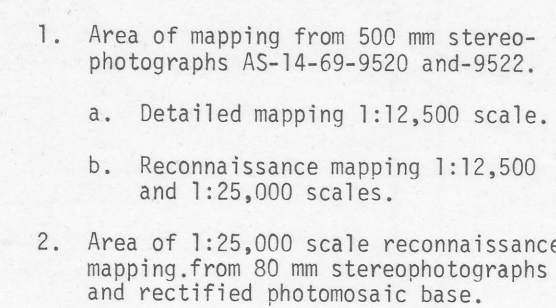 1. Area of mapping from 500 mm stereo-
photographs AS-14-69-9520 and-9522.
a. Detailed mapping 1:12,500 scale.
b. Reconnaissance mapping 1:12,500
and 1:25,000 scales.
2. Area of 1:25,000 scale reconnaissance
mapping.from 80 mm stereophotographs
and rectified photomosaic base.